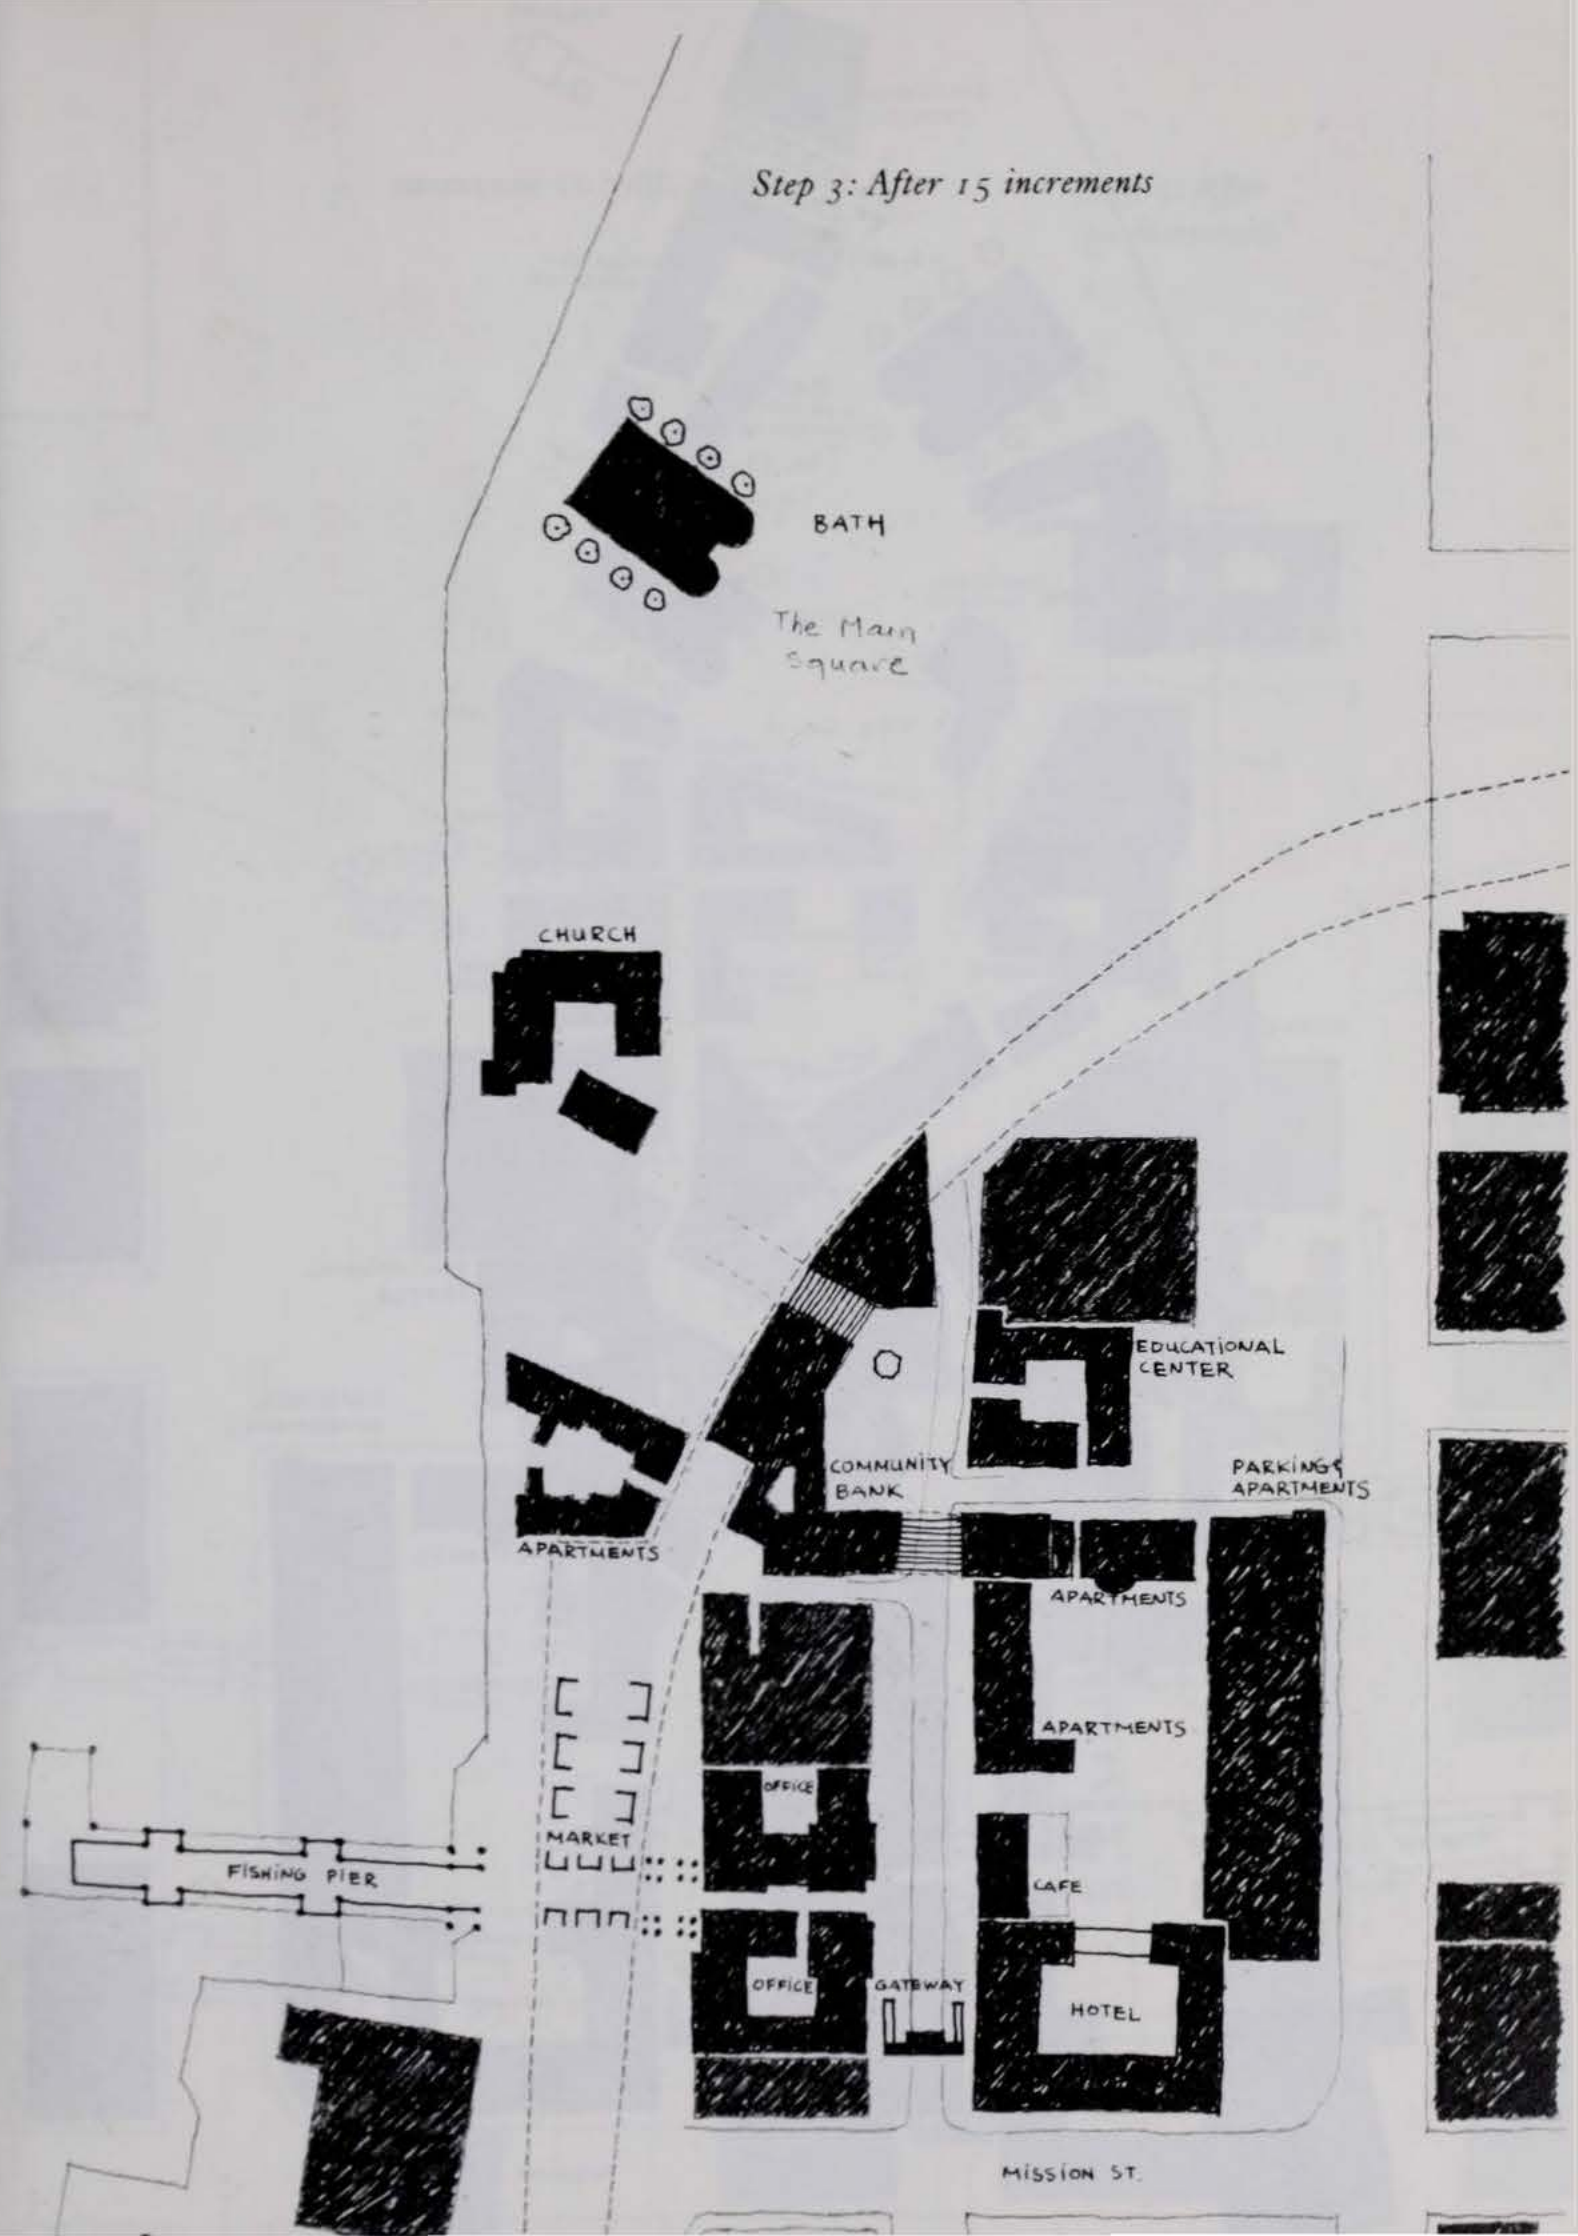 Step 3: After 15 increments
BATH
The Main
Square
CHURCH
EDUCATIONAL
CENTER
COMMUNITY
BANK
PARKING &
APARTMENTS
APARTMENTS
APARTMENTS
APARTMENTS
OFFICE
MARKET
FISHING PIER
CAFE
OFFICE
GATEWAY
HOTEL
MISSION ST.